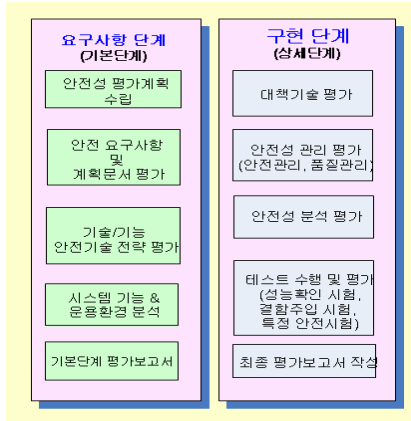 요구사항 단계
(기본단계)
안전성 평가계획
수립
안전 요구사항
및
계획문서 평가
기술/기능
안전기술 전략 평가
시스템 기능 &
운용환경 분석
기본단계 평가보고서
구현 단계
(상세단계)
대책기술 평가
안전성 관리 평가
(안전관리, 품질관리)
안전성 분석 평가
테스트 수행 및 평가
(성능확인 시험,
결함주입 시험,
특정 안전시험)
최종 평가보고서 작성